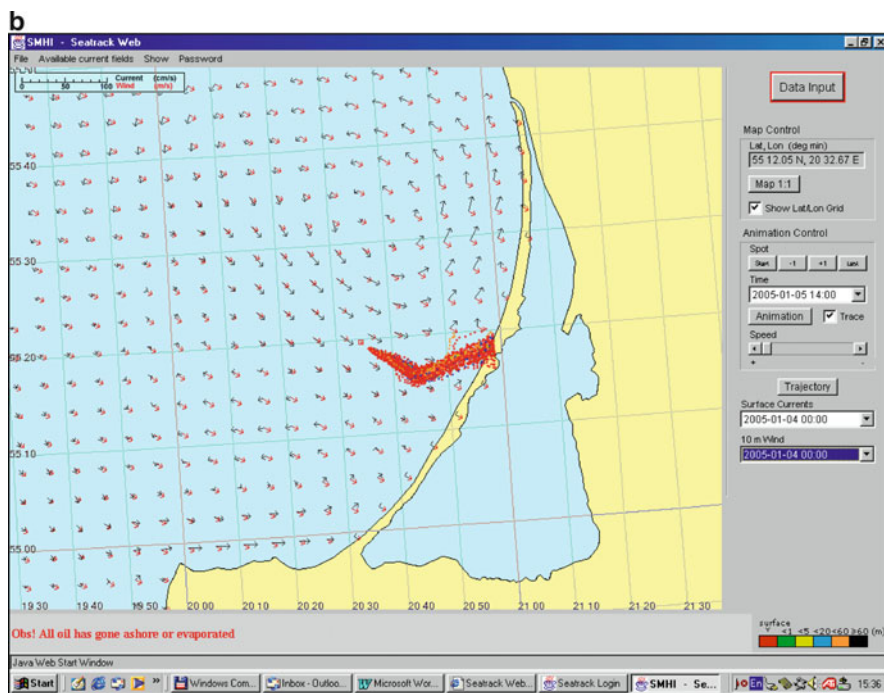 b
SMHI - Seatrack Web
File Available current fields Show Password
Current (cm/s)
0 50 100 Wind (m/s)
Data Input
Map Control
Lat, Lon (deg min)
55 12.05 N, 20 32.67 E
Map 1:1
Show Lat/Lon Grid
Animation Control
Spot
Start -1 +1 Last
Time
2005-01-05 14:00
Animation Trace
Speed
+ -
Trajectory
Surface Currents
2005-01-04 00:00
10 m Wind
2005-01-04 00:00
55 40
55 30
55 20
55 10
55 00
19 30 19 40 19 50 20 00 20 10 20 20 20 30 20 40 20 50 21 00 21 10 21 20 21 30
Obs! All oil has gone ashore or evaporated
surface
<1 <5 <20 <60 >60 (m)
Java Web Start Window
Start Windows Com... Inbox - Outloo... Microsoft Wor... Seatrack Web... Seatrack Login SMHI - Se... En 15:36